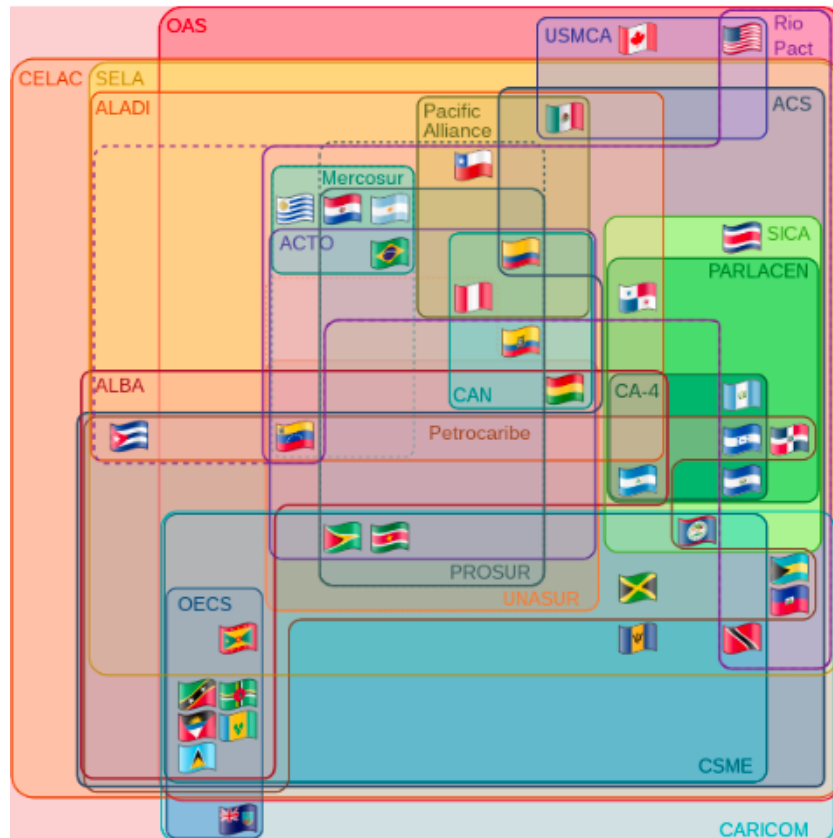 OAS
USMCA
Rio
Pact
CELAC
SELA
ALADI
Pacific
Alliance
ACS
Mercosur
ACTO
SICA
PARLACEN
ALBA
CAN
CA-4
Petrocaribe
PROSUR
OECS
UNASUR
CSME
CARICOM